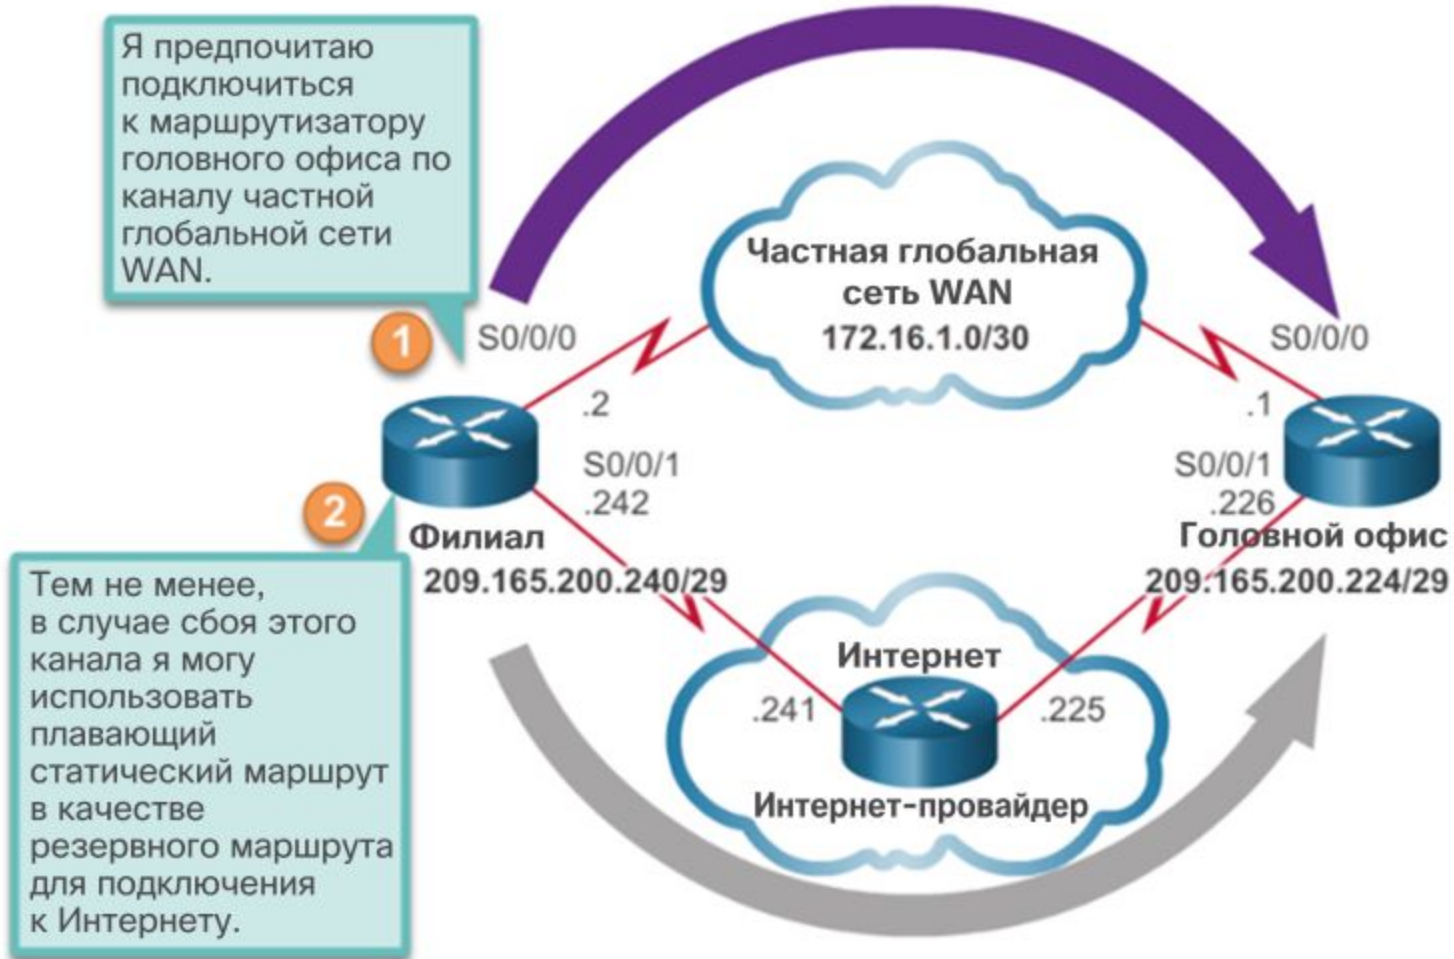 Я предпочитаю
подключиться
к маршрутизатору
головного офиса по
каналу частной
глобальной сети
WAN.
Частная глобальная
сеть WAN
172.16.1.0/30
1
S0/0/0
S0/0/0
.2
.1
S0/0/1
.242
S0/0/1
.226
2
Филиал
209.165.200.240/29
Головной офис
209.165.200.224/29
Тем не менее,
в случае сбоя этого
канала я могу
использовать
плавающий
статический маршрут
в качестве
резервного маршрута
для подключения
к Интернету.
Интернет
.241
.225
Интернет-провайдер